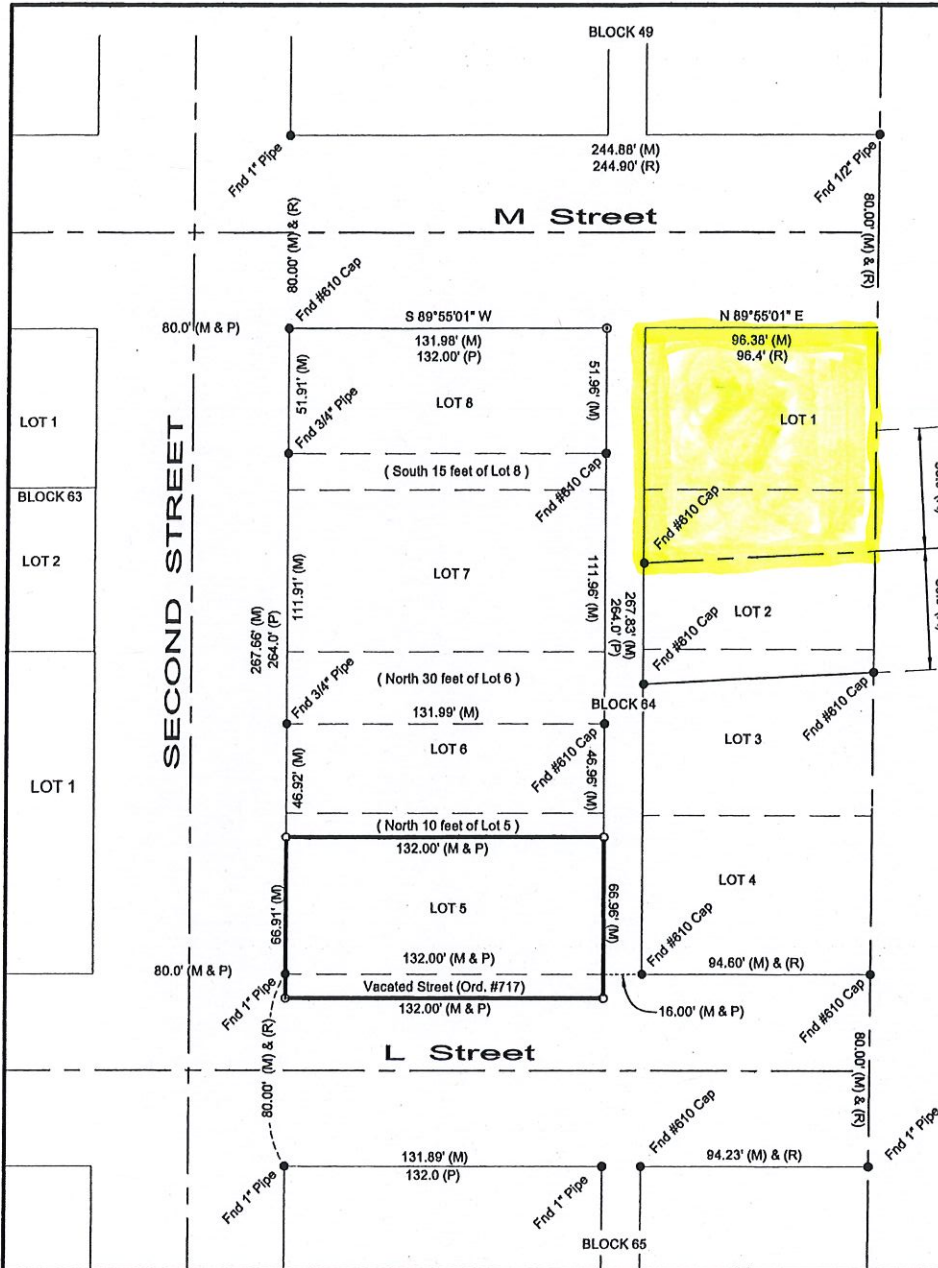 BLOCK 49
Fnd 1" Pipe
244.88' (M)
244.90' (R)
Fnd 1/2" Pipe
M Street
80.00' (M) & (R)
80.00' (M) & (R)
Fnd #610 Cap
80.0' (M & P)
S 89°55'01" W
131.98' (M)
132.00' (P)
N 89°55'01" E
96.38' (M)
96.4' (R)
51.91' (M)
51.96' (M)
LOT 8
LOT 1
LOT 1
Fnd 3/4" Pipe
( South 15 feet of Lot 8 )
Fnd #610 Cap
BLOCK 63
SECOND STREET
Fnd #610 Cap
LOT 2
LOT 7
111.91' (M)
111.96' (M)
267.66' (M)
264.0' (P)
267.83' (M)
264.0' (P)
LOT 2
Fnd #610 Cap
( North 30 feet of Lot 6 )
Fnd 3/4" Pipe
131.99' (M)
BLOCK 64
Fnd #610 Cap
LOT 6
Fnd #610 Cap
LOT 3
LOT 1
46.92' (M)
46.96' (M)
( North 10 feet of Lot 5 )
132.00' (M & P)
66.91' (M)
66.96' (M)
LOT 5
LOT 4
Fnd #610 Cap
80.0' (M & P)
132.00' (M & P)
94.60' (M) & (R)
Fnd 1" Pipe
Vacated Street (Ord. #717)
132.00' (M & P)
16.00' (M & P)
Fnd #610 Cap
L Street
80.00' (M) & (R)
80.00' (M) & (R)
Fnd #610 Cap
Fnd 1" Pipe
131.89' (M)
132.0 (P)
94.23' (M) & (R)
Fnd 1" Pipe
Fnd 1" Pipe
BLOCK 65